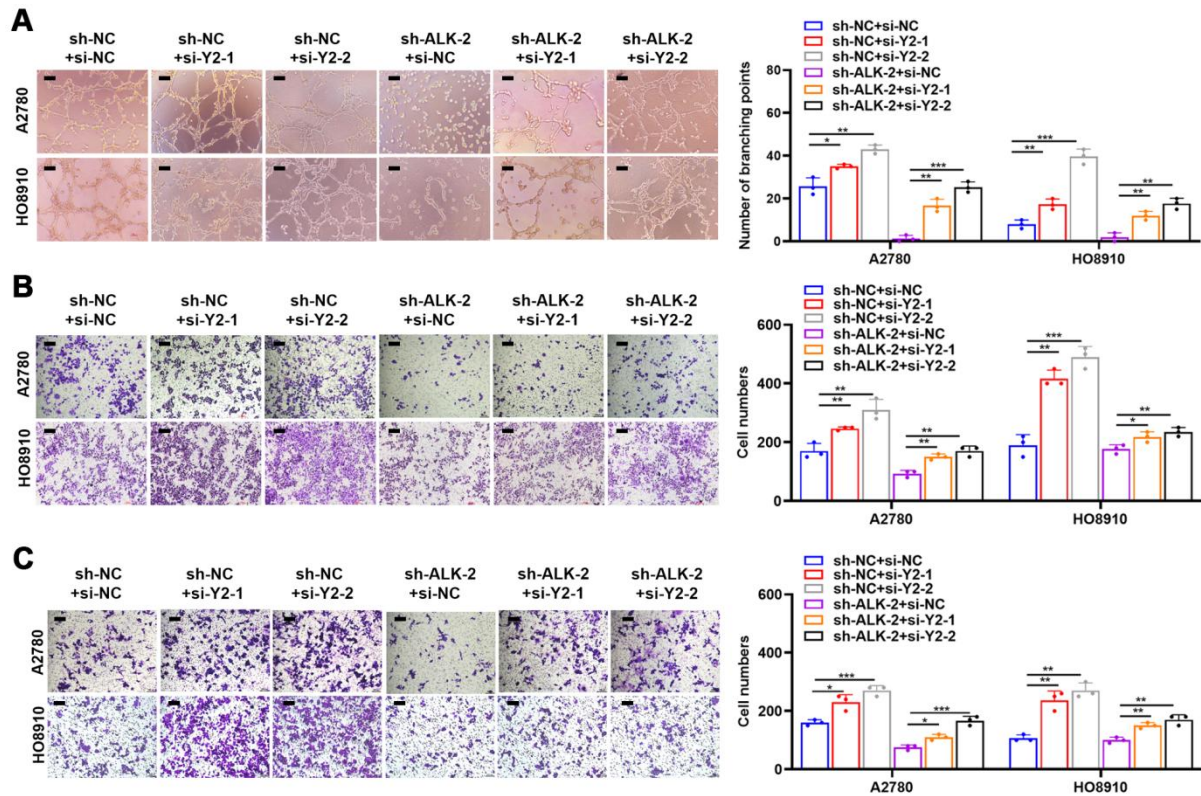 A
sh-NC
+si-NC
sh-NC
+si-Y2-1
sh-NC
+si-Y2-2
sh-ALK-2
+si-NC
sh-ALK-2
+si-Y2-1
sh-ALK-2
+si-Y2-2
A2780
HO8910
sh-NC+si-NC
sh-NC+si-Y2-1
sh-NC+si-Y2-2
sh-ALK-2+si-NC
sh-ALK-2+si-Y2-1
sh-ALK-2+si-Y2-2
Number of branching points
80
60
40
20
0
**
*
***
**
***
**
**
**
A2780
HO8910
B
sh-NC
+si-NC
sh-NC
+si-Y2-1
sh-NC
+si-Y2-2
sh-ALK-2
+si-NC
sh-ALK-2
+si-Y2-1
sh-ALK-2
+si-Y2-2
A2780
HO8910
sh-NC+si-NC
sh-NC+si-Y2-1
sh-NC+si-Y2-2
sh-ALK-2+si-NC
sh-ALK-2+si-Y2-1
sh-ALK-2+si-Y2-2
Cell numbers
600
400
200
0
**
**
**
**
***
**
**
*
A2780
HO8910
C
sh-NC
+si-NC
sh-NC
+si-Y2-1
sh-NC
+si-Y2-2
sh-ALK-2
+si-NC
sh-ALK-2
+si-Y2-1
sh-ALK-2
+si-Y2-2
A2780
HO8910
sh-NC+si-NC
sh-NC+si-Y2-1
sh-NC+si-Y2-2
sh-ALK-2+si-NC
sh-ALK-2+si-Y2-1
sh-ALK-2+si-Y2-2
Cell numbers
600
400
200
0
***
*
***
*
**
**
**
**
A2780
HO8910